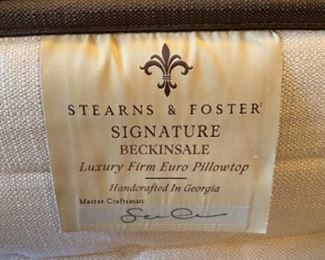 STEARNS & FOSTER
SIGNATURE
BECKINSALE
Luxury Firm Euro Pillowtop
Handcrafted In Georgia
Master Craftsman: